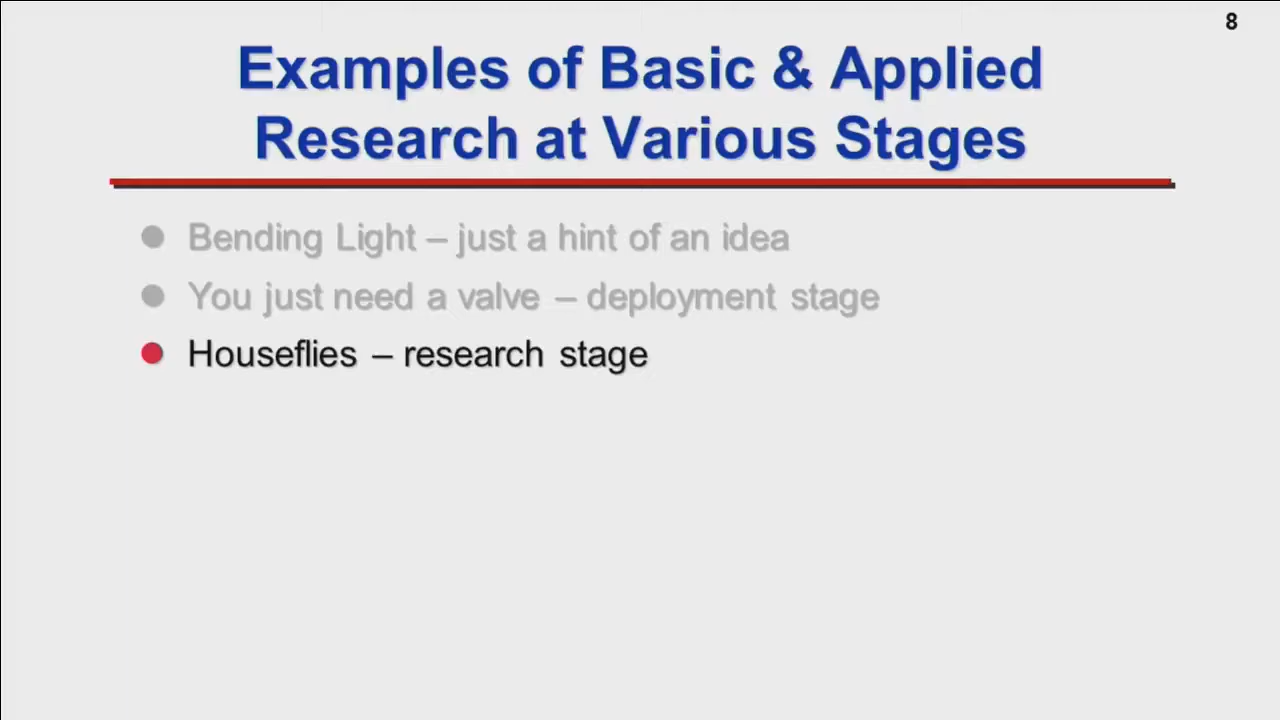 8
Examples of Basic & Applied
Research at Various Stages
Bending Light – just a hint of an idea
You just need a valve – deployment stage
Houseflies – research stage